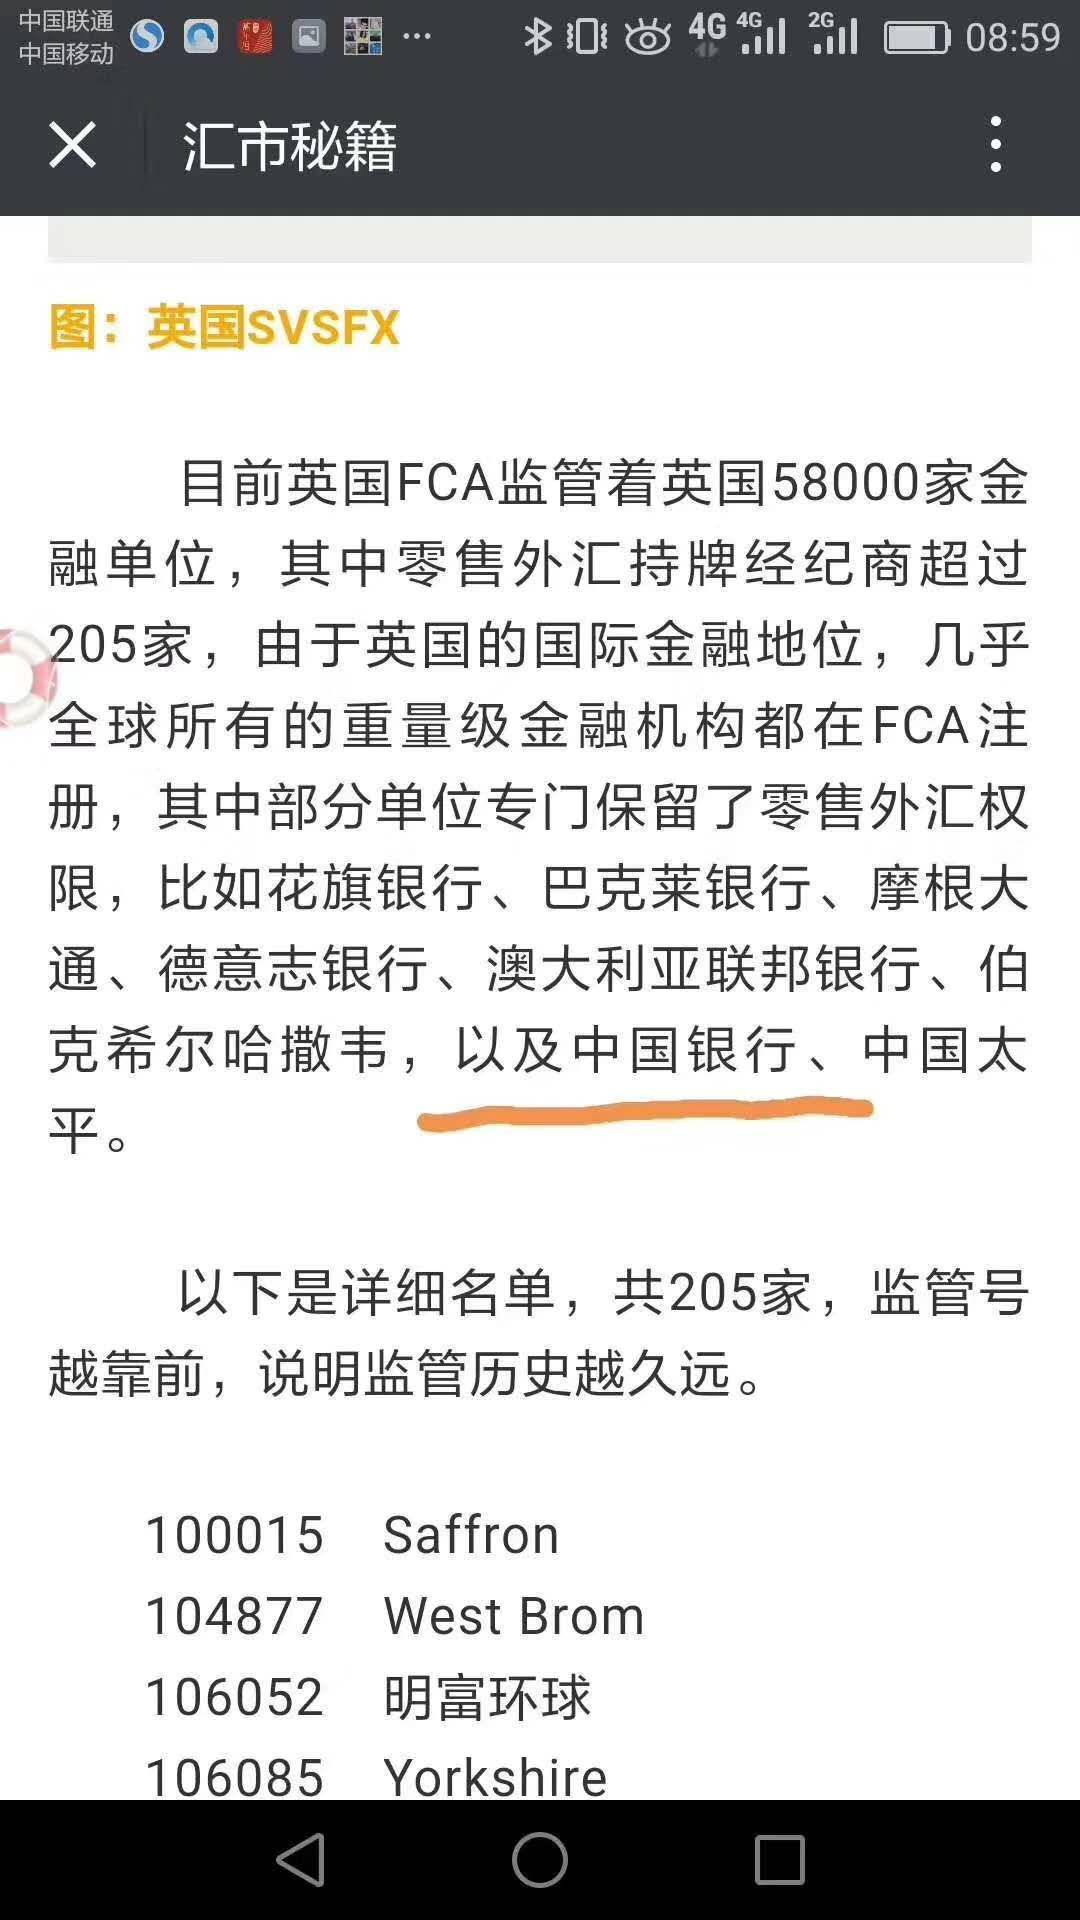 中国联通
中国移动
4G 4G 2G 08:59
汇市秘籍
图：英国SVSFX
目前英国FCA监管着英国58000家金
融单位，其中零售外汇持牌经纪商超过
205家，由于英国的国际金融地位，几乎
全球所有的重量级金融机构都在FCA注
册，其中部分单位专门保留了零售外汇权
限，比如花旗银行、巴克莱银行、摩根大
通、德意志银行、澳大利亚联邦银行、伯
克希尔哈撒韦，以及中国银行、中国太
平。
以下是详细名单，共205家，监管号
越靠前，说明监管历史越久远。
100015 Saffron
104877 West Brom
106052 明富环球
106085 Yorkshire